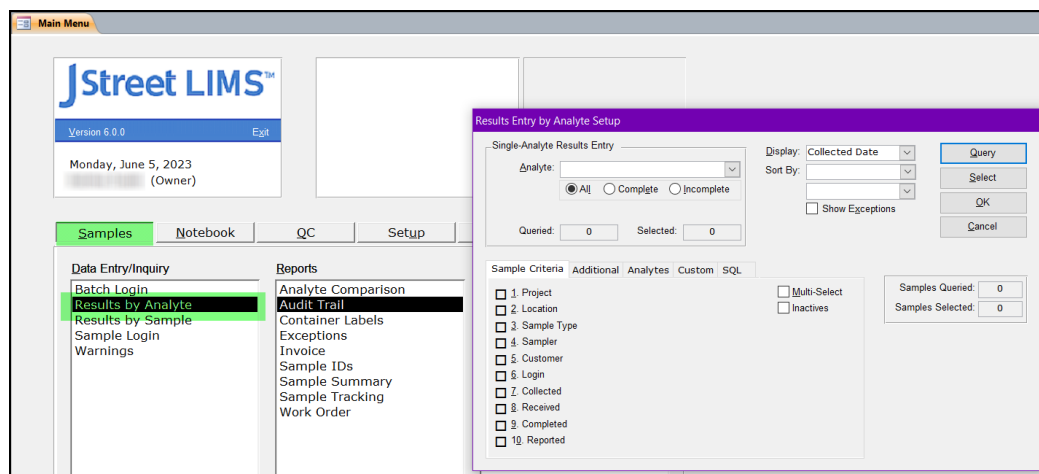 Main Menu
JStreet LIMS™
Version 6.0.0 Exit
Monday, June 5, 2023
(Owner)
Samples Notebook QC Setup
Data Entry/Inquiry
Batch Login
Results by Analyte
Results by Sample
Sample Login
Warnings
Reports
Analyte Comparison
Audit Trail
Container Labels
Exceptions
Invoice
Sample IDs
Sample Summary
Sample Tracking
Work Order
Results Entry by Analyte Setup
Single-Analyte Results Entry
Analyte:
All Complete Incomplete
Queried: 0 Selected: 0
Display: Collected Date
Sort By:
Show Exceptions
Query
Select
OK
Cancel
Sample Criteria Additional Analytes Custom SQL
1. Project
2. Location
3. Sample Type
4. Sampler
5. Customer
6. Login
7. Collected
8. Received
9. Completed
10. Reported
Multi-Select
Inactives
Samples Queried: 0
Samples Selected: 0